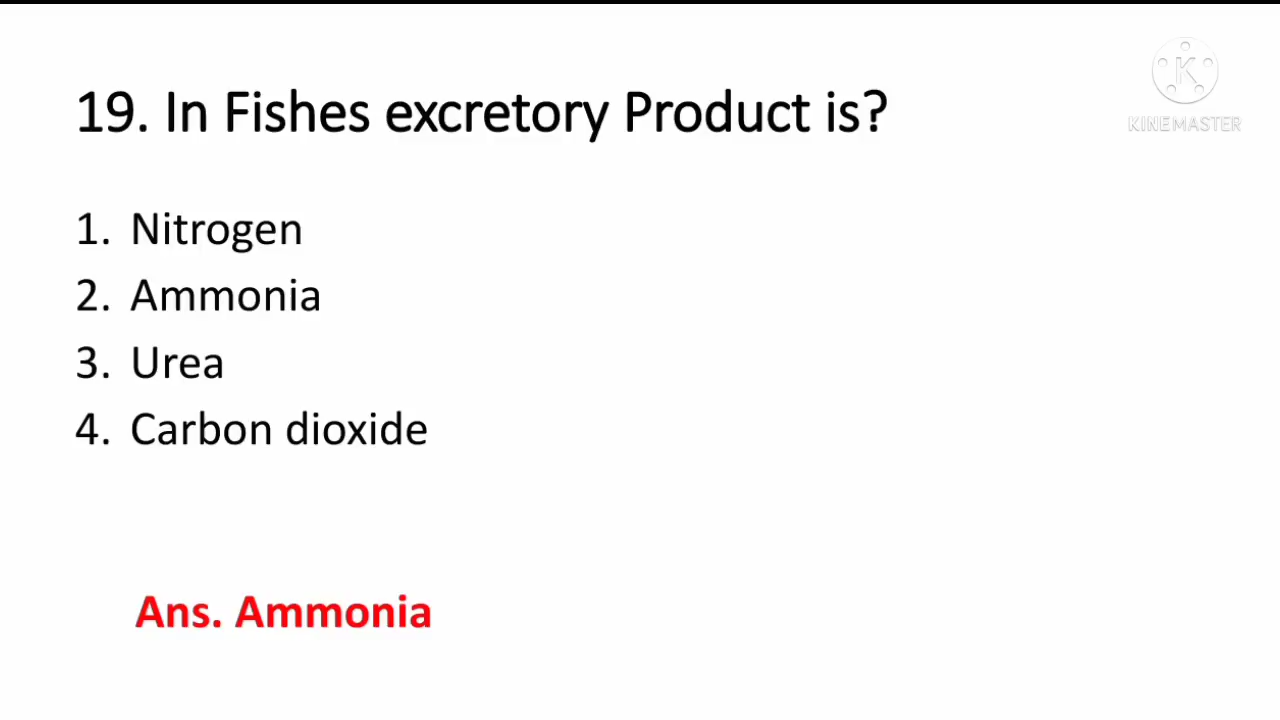 19. In Fishes excretory Product is?
KINEMASTER
1. Nitrogen
2. Ammonia
3. Urea
4. Carbon dioxide
Ans. Ammonia